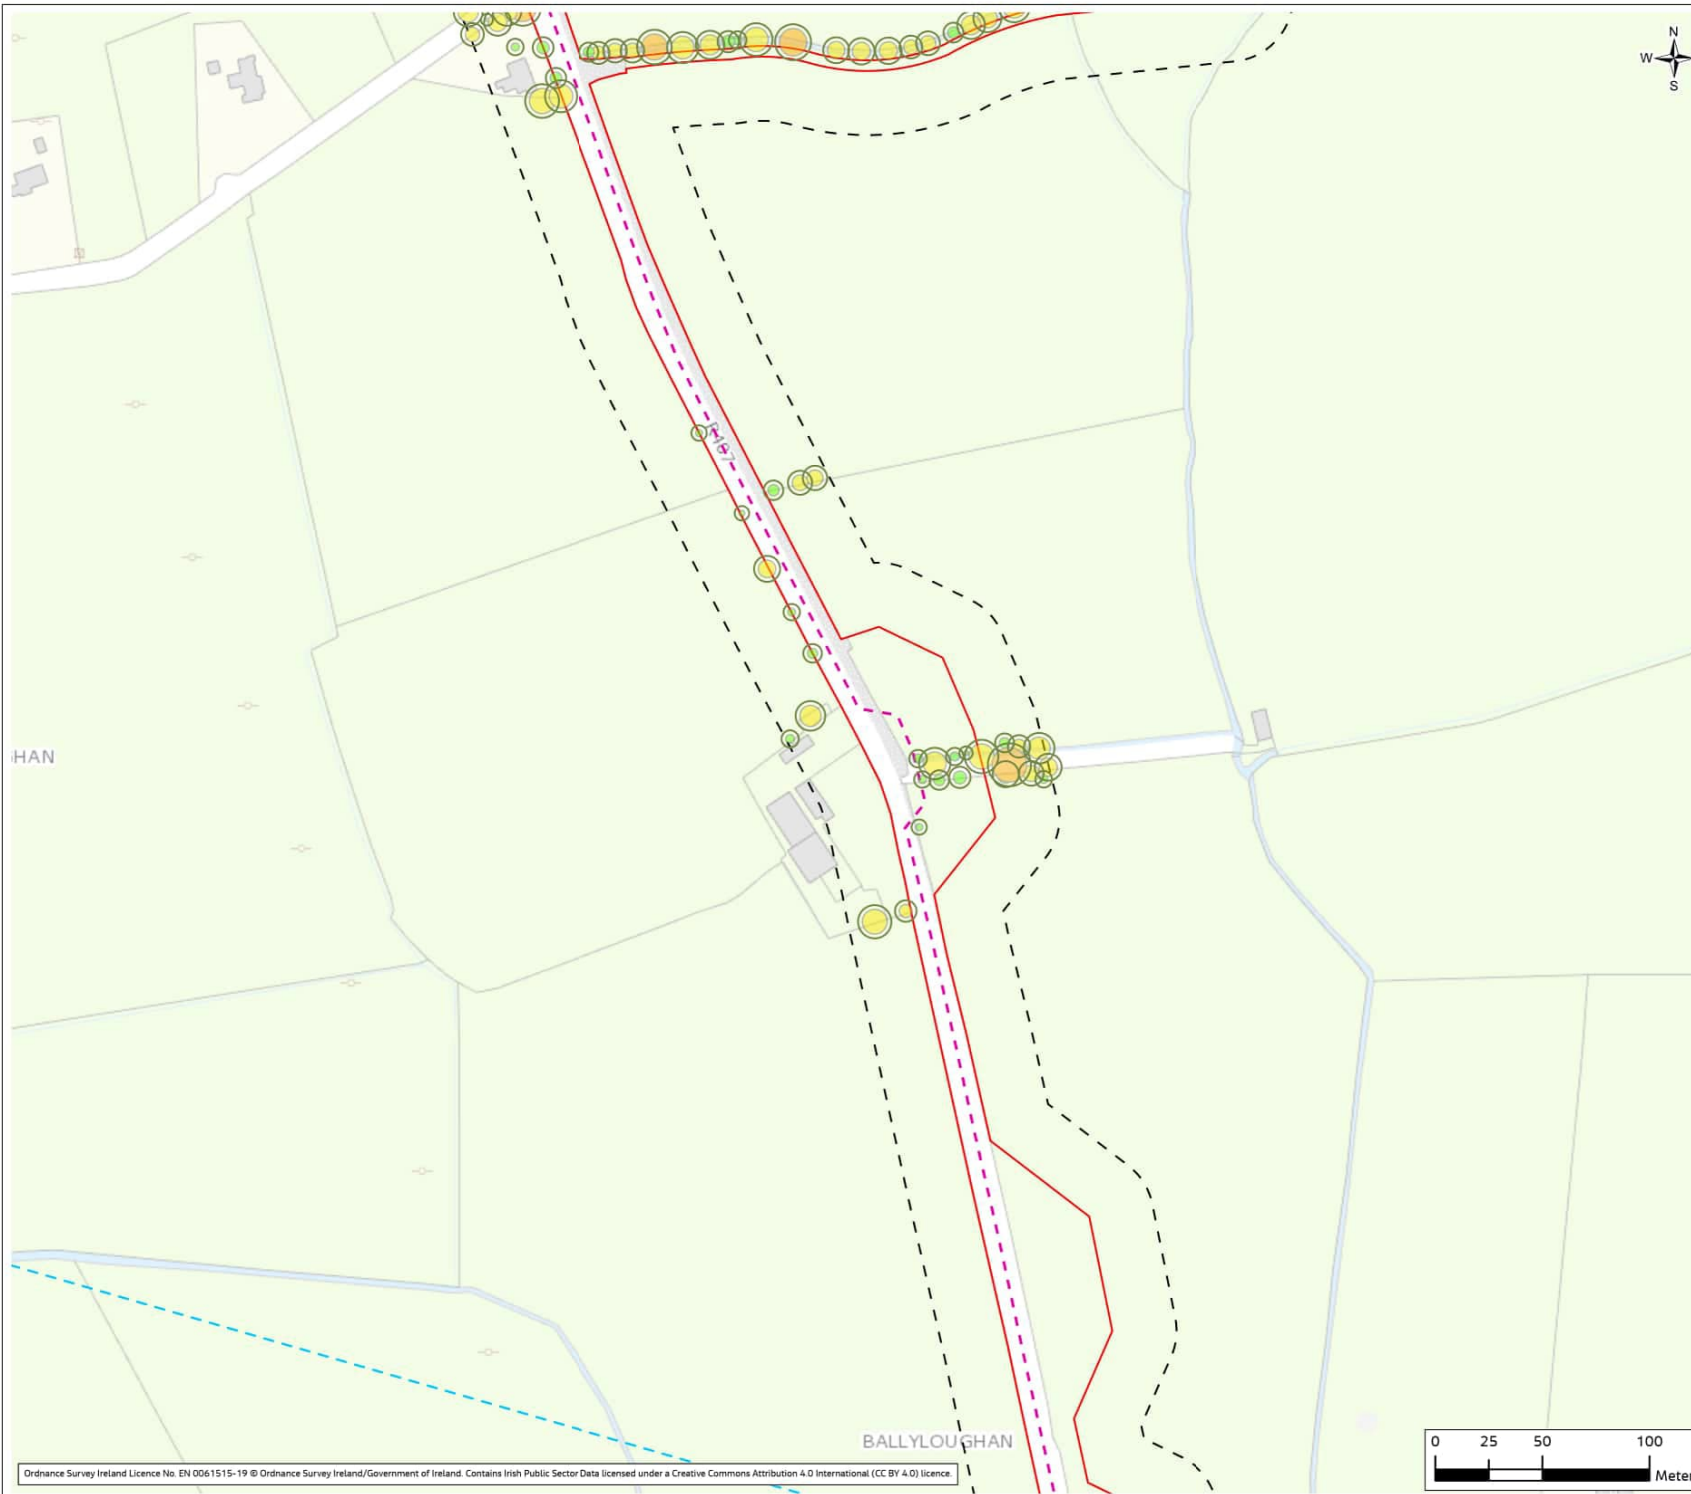 N
W
S
R487
HAN
BALLYLOUGHAN
0 25 50 100
Meter
Ordnance Survey Ireland Licence No. EN 0061515-19 © Ordnance Survey Ireland/Government of Ireland. Contains Irish Public Sector Data licensed under a Creative Commons Attribution 4.0 International (CC BY 4.0) licence.